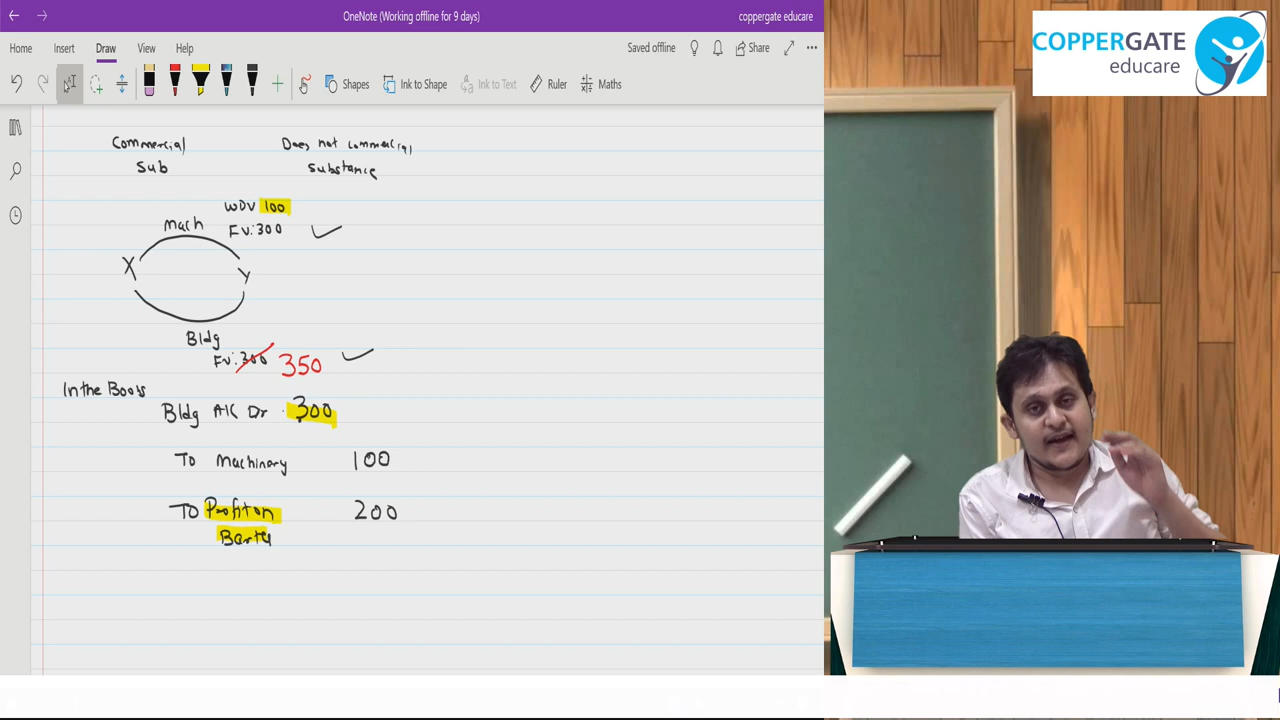 OneNote (Working offline for 9 days)
coppergate educare
Home Insert Draw View Help
Saved offline
Share
Shapes
Ink to Shape
Ink to Text
Ruler
Maths
COPPERGATE
educare
Commercial
Sub
Does not commercial
substance
WDV 100
Mach
FV: 300
X
Y
Bldg
FV: 300 350
In the Books
Bldg A/C Dr 300
To Machinery 100
To Profit on 200
Barter